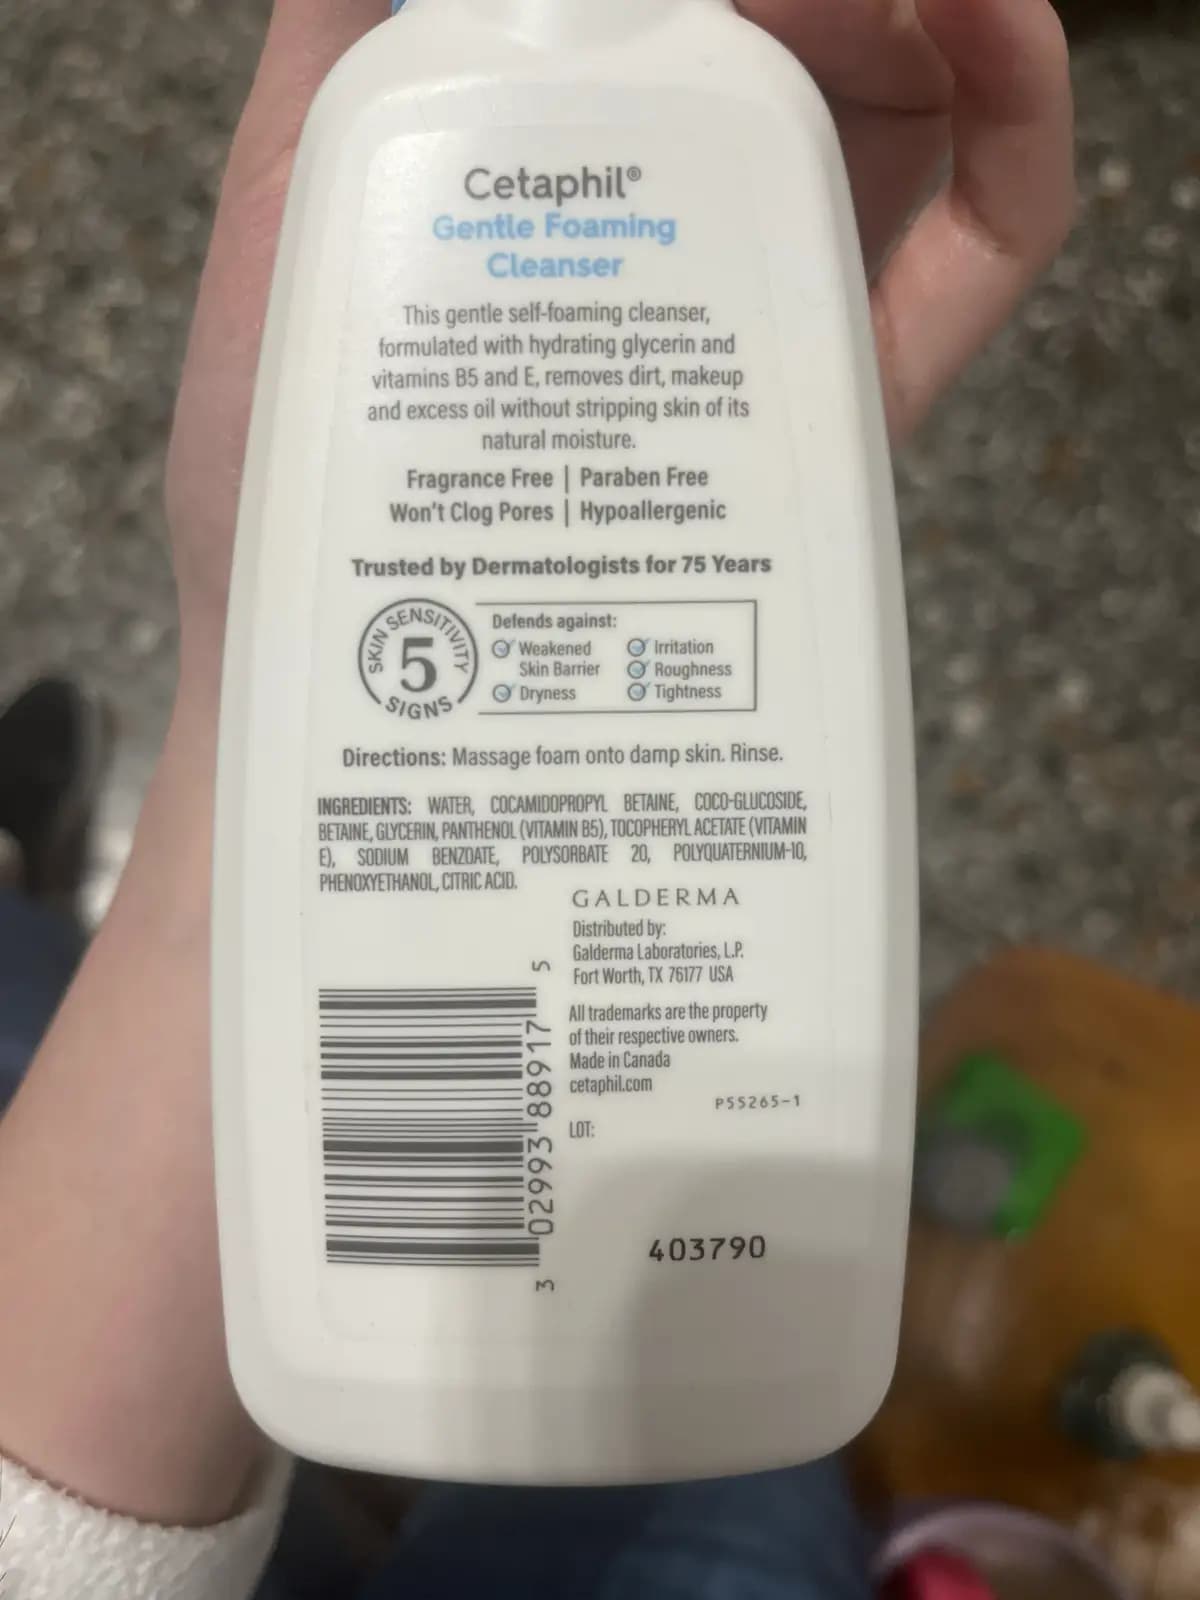 Cetaphil®
Gentle Foaming
Cleanser
This gentle self-foaming cleanser,
formulated with hydrating glycerin and
vitamins B5 and E, removes dirt, makeup
and excess oil without stripping skin of its
natural moisture.
Fragrance Free | Paraben Free
Won't Clog Pores | Hypoallergenic
Trusted by Dermatologists for 75 Years
SKIN SENSITIVITY
5
SIGNS
Defends against:
Weakened
Skin Barrier
Dryness
Irritation
Roughness
Tightness
Directions: Massage foam onto damp skin. Rinse.
INGREDIENTS: WATER, COCAMIDOPROPYL BETAINE, COCO-GLUCOSIDE,
BETAINE, GLYCERIN, PANTHENOL (VITAMIN B5), TOCOPHERYL ACETATE (VITAMIN
E), SODIUM BENZOATE, POLYSORBATE 20, POLYQUATERNIUM-10,
PHENOXYETHANOL, CITRIC ACID.
GALDERMA
Distributed by:
Galderma Laboratories, L.P.
Fort Worth, TX 76177 USA
All trademarks are the property
of their respective owners.
Made in Canada
cetaphil.com
P55265-1
LOT:
403790
3 02993 88917 5